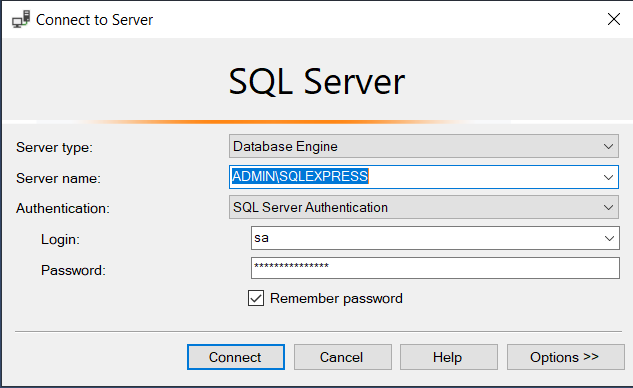 Connect to Server
SQL Server
Server type: Database Engine
Server name: ADMIN\SQLEXPRESS
Authentication: SQL Server Authentication
Login: sa
Password: ***************
Remember password
Connect Cancel Help Options >>